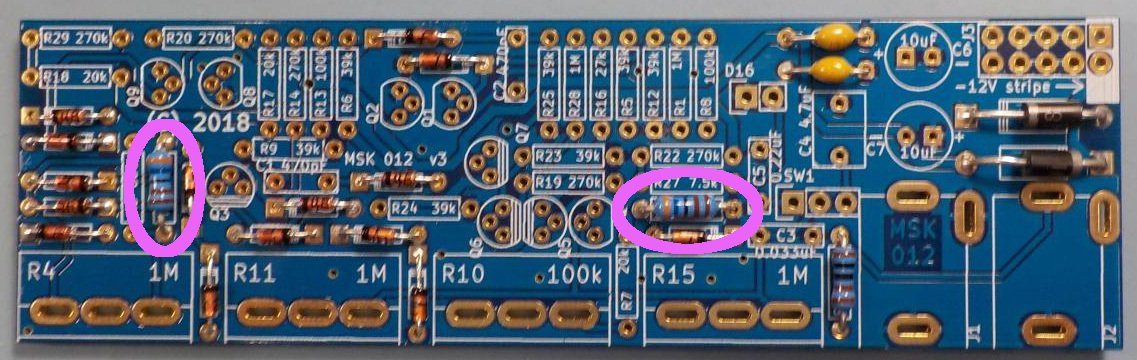 R29 270k
R20 270k
R18 20k
Q9
Q8
R17 20k
R14 270k
R13 100k
R6 39k
Q2
Q1
C2 470pF
R25 39k
R28 1M
R16 27k
R5 39k
R12 39k
R1 1M
R8 100k
D16
10uF
C6
J3
-12V stripe
C4 4.7uF
C7
10uF
(C) 2018
R9 39k
C1 470pF
MSK 012 v3
Q7
R23 39k
R22 270k
C5 0.22uF
Q3
R24 39k
R19 270k
R27 7.5k
SW1
Q6
Q5
C3
0.033uF
MSK
012
R4 1M
R11 1M
R10 100k
R7 20k
R15 1M
J1
J2